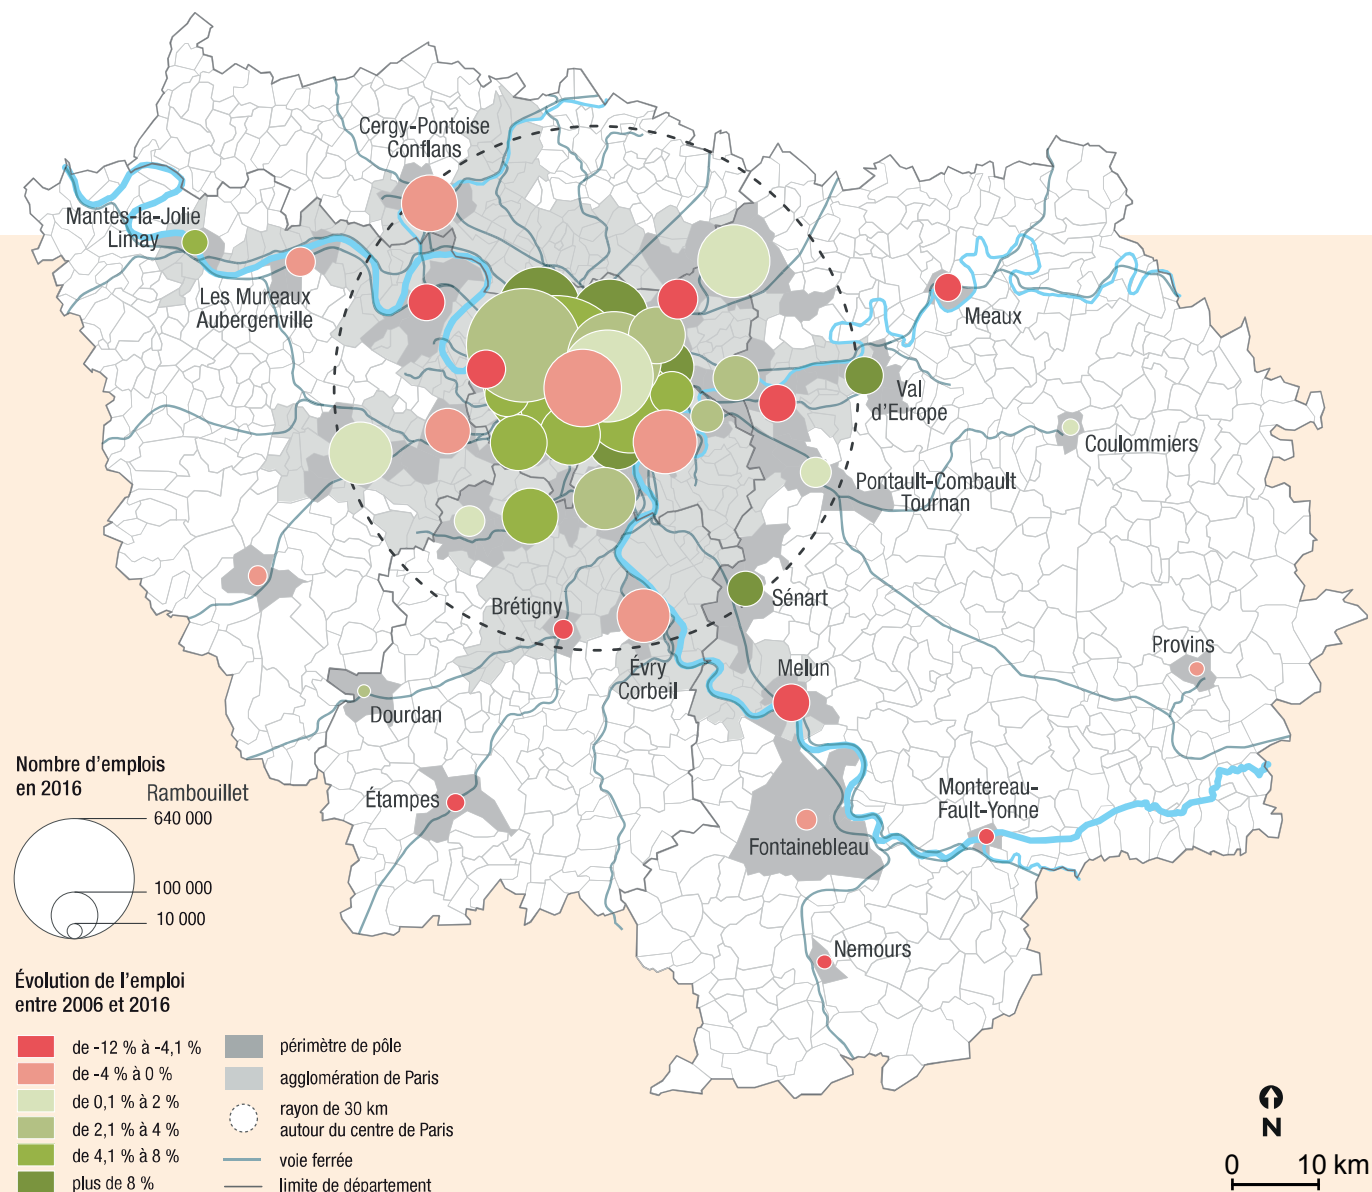 Cergy-Pontoise
Conflans
Mantes-la-Jolie
Limay
Les Mureaux
Aubergenville
Meaux
Val
d'Europe
Coulommiers
Pontault-Combault
Tournan
Brétigny
Sénart
Évry
Corbeil
Melun
Provins
Dourdan
Étampes
Montereau-
Fault-Yonne
Fontainebleau
Nemours
Nombre d'emplois
en 2016
Rambouillet
640 000
100 000
10 000
Évolution de l'emploi
entre 2006 et 2016
de -12 % à -4,1 %
de -4 % à 0 %
de 0,1 % à 2 %
de 2,1 % à 4 %
de 4,1 % à 8 %
plus de 8 %
périmètre de pôle
agglomération de Paris
rayon de 30 km
autour du centre de Paris
voie ferrée
limite de département
N
0 10 km